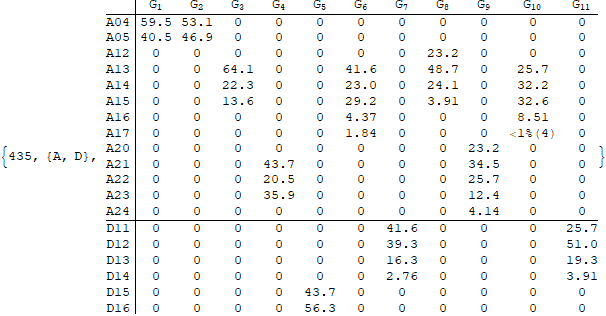 G₁ G₂ G₃ G₄ G₅ G₆ G₇ G₈ G₉ G₁₀ G₁₁
A04 59.5 53.1 0 0 0 0 0 0 0 0 0
A05 40.5 46.9 0 0 0 0 0 0 0 0 0
A12 0 0 0 0 0 0 0 23.2 0 0 0
A13 0 0 64.1 0 0 41.6 0 48.7 0 25.7 0
A14 0 0 22.3 0 0 23.0 0 24.1 0 32.2 0
A15 0 0 13.6 0 0 29.2 0 3.91 0 32.6 0
A16 0 0 0 0 0 4.37 0 0 0 8.51 0
A17 0 0 0 0 0 1.84 0 0 0 <1%(4) 0
{435, {A, D}, A20 0 0 0 0 0 0 0 0 23.2 0 0 }
A21 0 0 0 43.7 0 0 0 0 34.5 0 0
A22 0 0 0 20.5 0 0 0 0 25.7 0 0
A23 0 0 0 35.9 0 0 0 0 12.4 0 0
A24 0 0 0 0 0 0 0 0 4.14 0 0
D11 0 0 0 0 0 0 41.6 0 0 0 25.7
D12 0 0 0 0 0 0 39.3 0 0 0 51.0
D13 0 0 0 0 0 0 16.3 0 0 0 19.3
D14 0 0 0 0 0 0 2.76 0 0 0 3.91
D15 0 0 0 0 43.7 0 0 0 0 0 0
D16 0 0 0 0 56.3 0 0 0 0 0 0